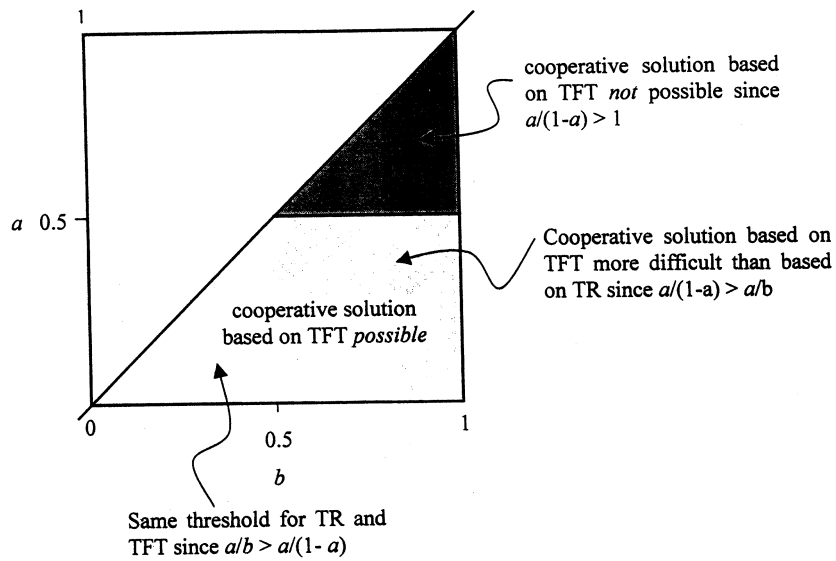 1
cooperative solution based
on TFT not possible since
a/(1-a) > 1
a 0.5
Cooperative solution based on
TFT more difficult than based
on TR since a/(1-a) > a/b
cooperative solution
based on TFT possible
0
0.5
1
b
Same threshold for TR and
TFT since a/b > a/(1- a)